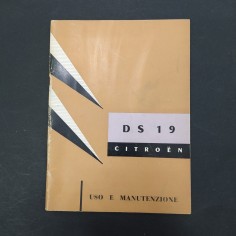 DS 19
CITROËN
USO E MANUTENZIONE